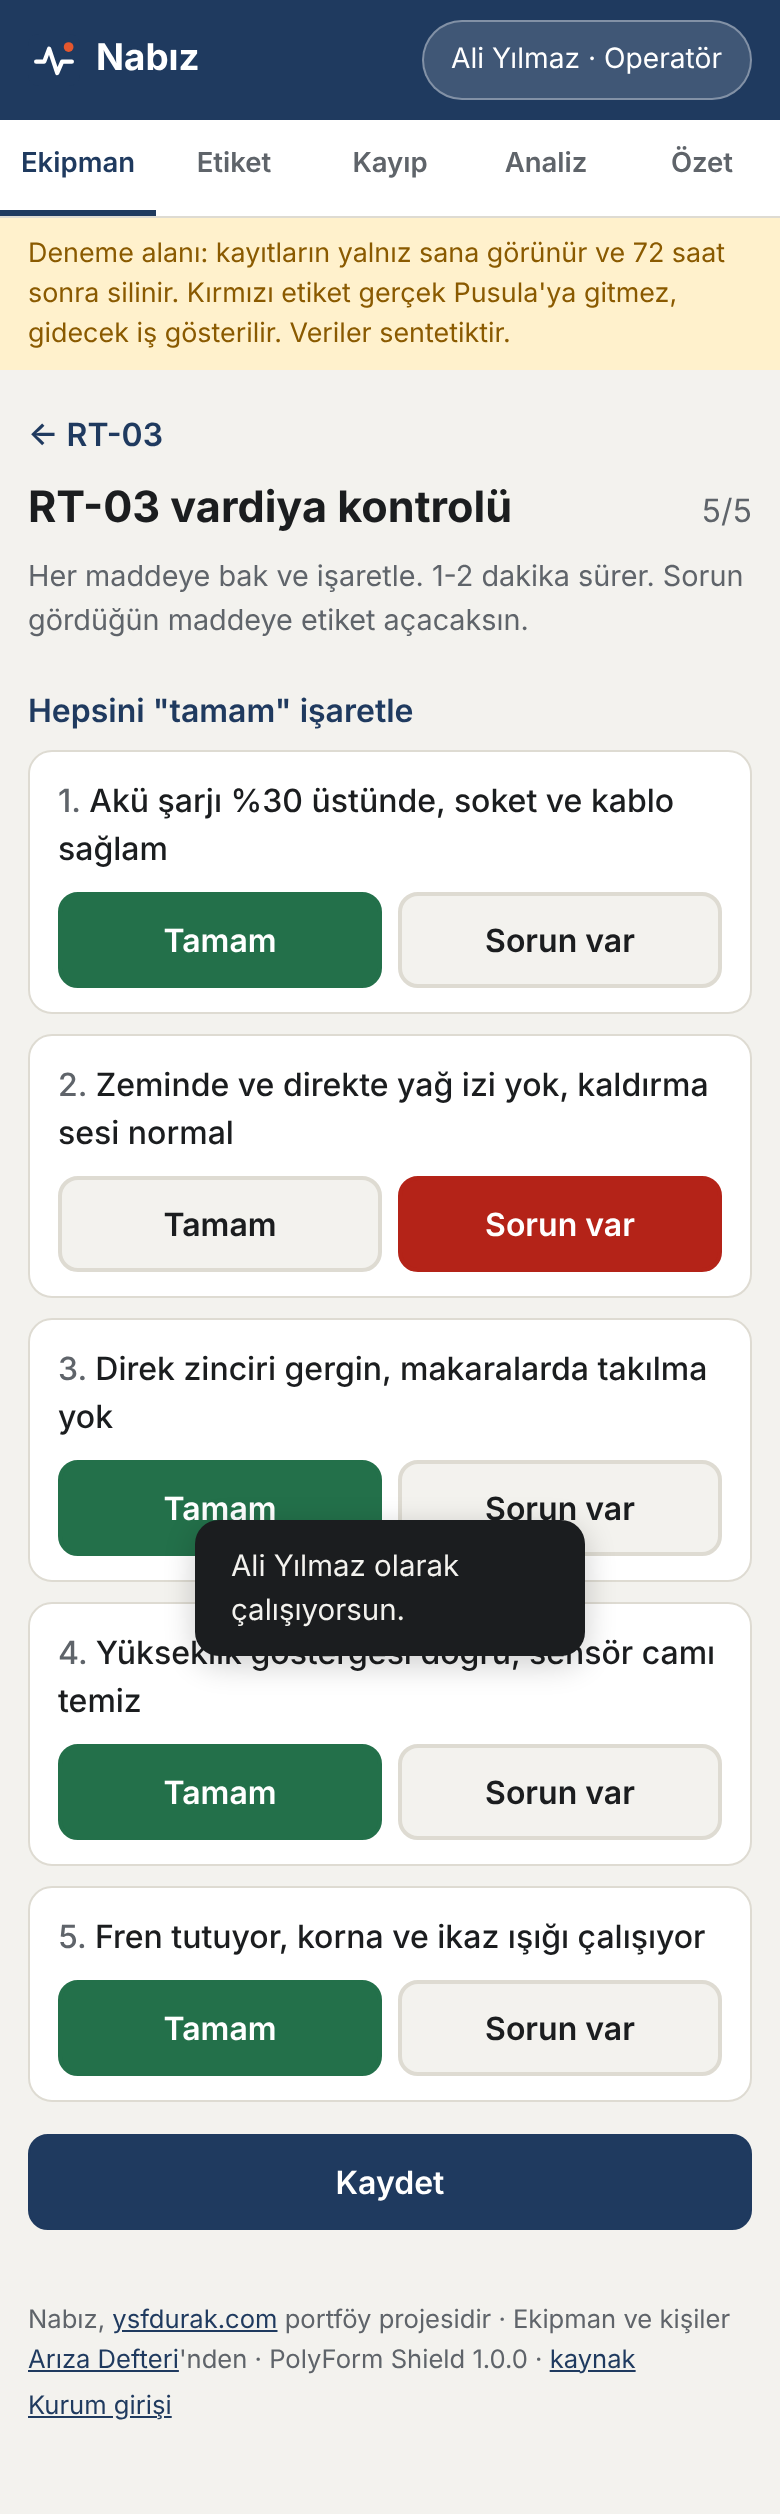 Nabız
Ali Yılmaz · Operatör
Ekipman
Etiket
Kayıp
Analiz
Özet
Deneme alanı: kayıtların yalnız sana görünür ve 72 saat
sonra silinir. Kırmızı etiket gerçek Pusula'ya gitmez,
gidecek iş gösterilir. Veriler sentetiktir.
← RT-03
RT-03 vardiya kontrolü
5/5
Her maddeye bak ve işaretle. 1-2 dakika sürer. Sorun
gördüğün maddeye etiket açacaksın.
Hepsini "tamam" işaretle
1. Akü şarjı %30 üstünde, soket ve kablo
sağlam
Tamam
Sorun var
2. Zeminde ve direkte yağ izi yok, kaldırma
sesi normal
Tamam
Sorun var
3. Direk zinciri gergin, makaralarda takılma
yok
Tamam
Sorun var
Ali Yılmaz olarak
çalışıyorsun.
4. Yükseklik göstergesi doğru, sensör camı
temiz
Tamam
Sorun var
5. Fren tutuyor, korna ve ikaz ışığı çalışıyor
Tamam
Sorun var
Kaydet
Nabız, ysfdurak.com portföy projesidir · Ekipman ve kişiler
Arıza Defteri'nden · PolyForm Shield 1.0.0 · kaynak
Kurum girişi